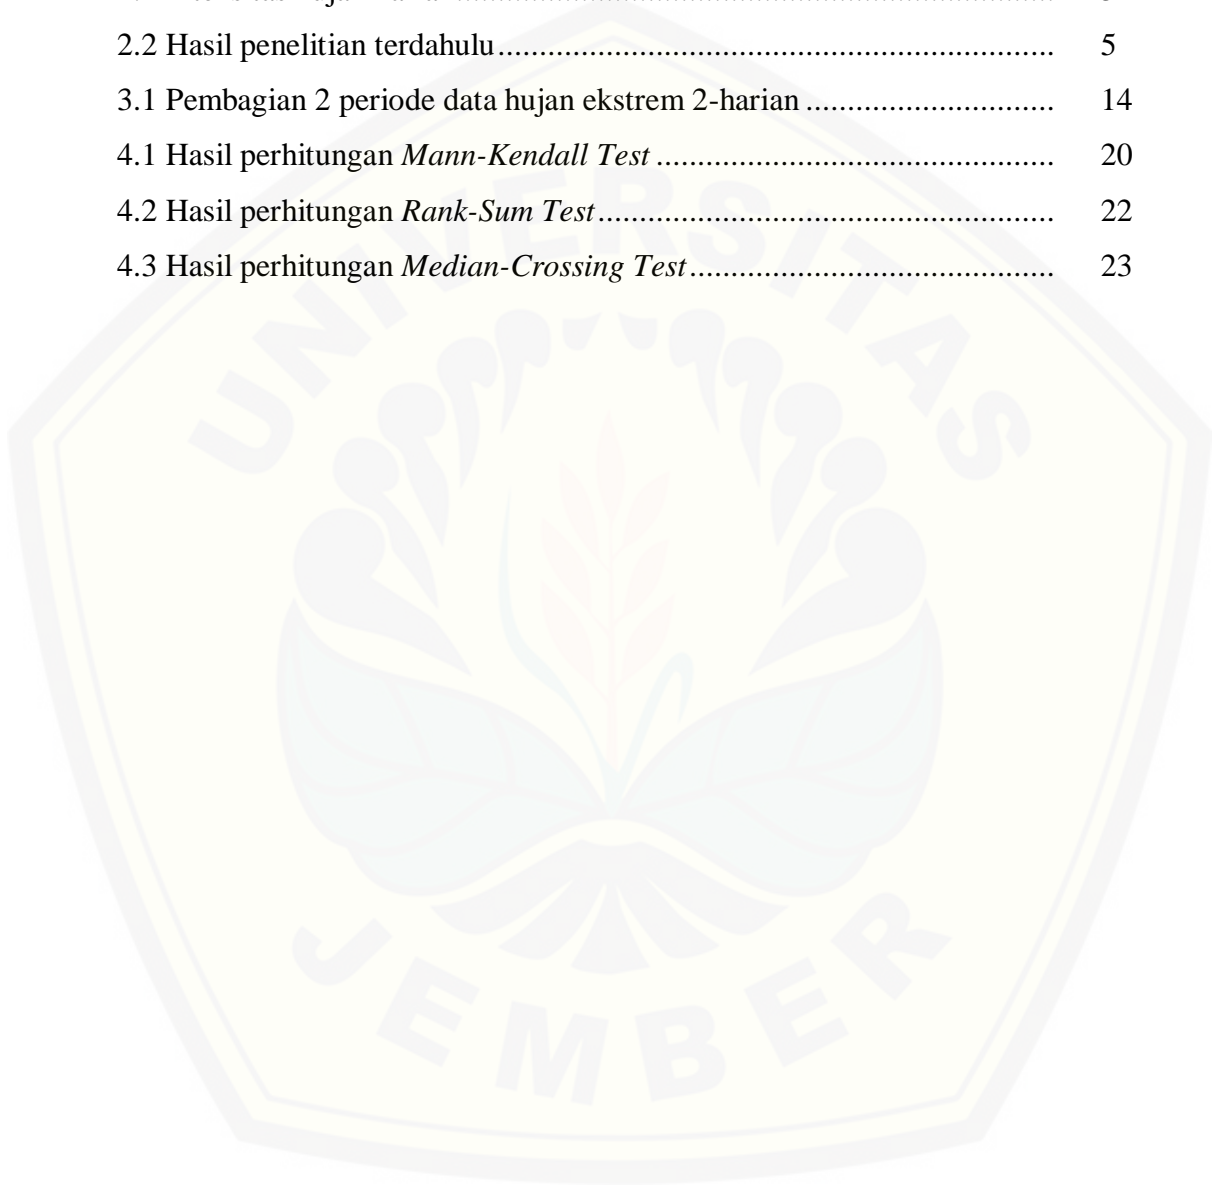 2.2 Hasil penelitian terdahulu.................................................................... 5
3.1 Pembagian 2 periode data hujan ekstrem 2-harian .............................. 14
4.1 Hasil perhitungan Mann-Kendall Test ................................................ 20
4.2 Hasil perhitungan Rank-Sum Test........................................................ 22
4.3 Hasil perhitungan Median-Crossing Test............................................ 23
UNIVERSITAS
JEMBER